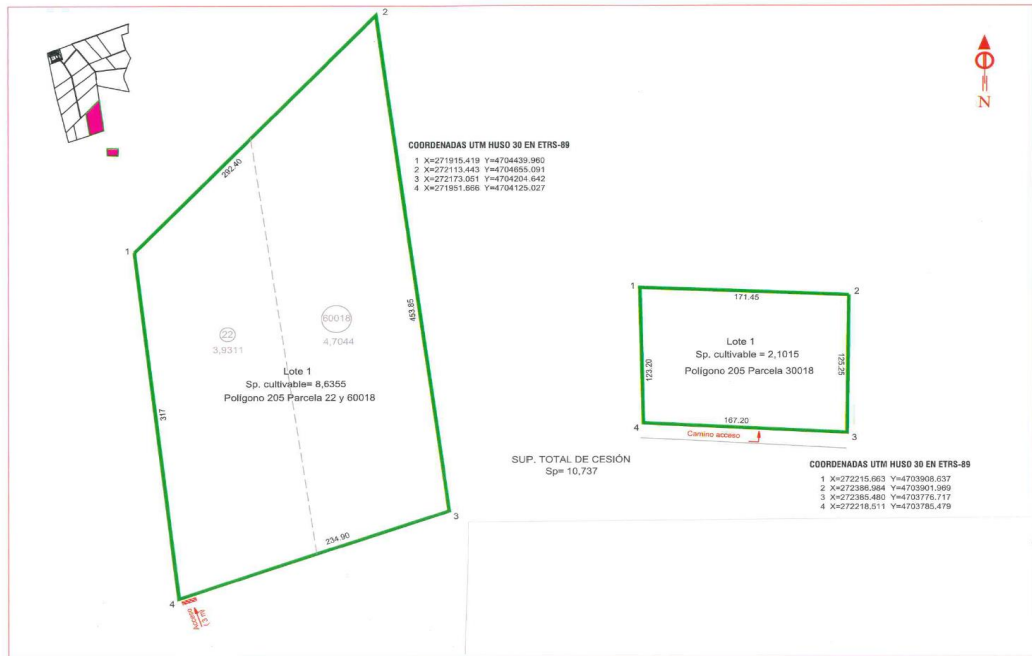 N
2
COORDENADAS UTM HUSO 30 EN ETRS-89
1 X=271915.419 Y=4704439.960
2 X=272113.443 Y=4704655.091
3 X=272173.051 Y=4704204.642
4 X=271951.666 Y=4704125.027
292.40
1
453.85
22
3,9311
60018
4,7044
Lote 1
Sp. cultivable= 8,6355
Polígono 205 Parcela 22 y 60018
317
3
234.90
4
Acceso
(3 m)
1
171.45
2
Lote 1
Sp. cultivable = 2,1015
Polígono 205 Parcela 30018
123.20
125.25
167.20
4
3
Camino acceso
SUP. TOTAL DE CESIÓN
Sp= 10,737
COORDENADAS UTM HUSO 30 EN ETRS-89
1 X=272215.663 Y=4703908.637
2 X=272386.984 Y=4703901.969
3 X=272385.480 Y=4703776.717
4 X=272218.511 Y=4703785.479